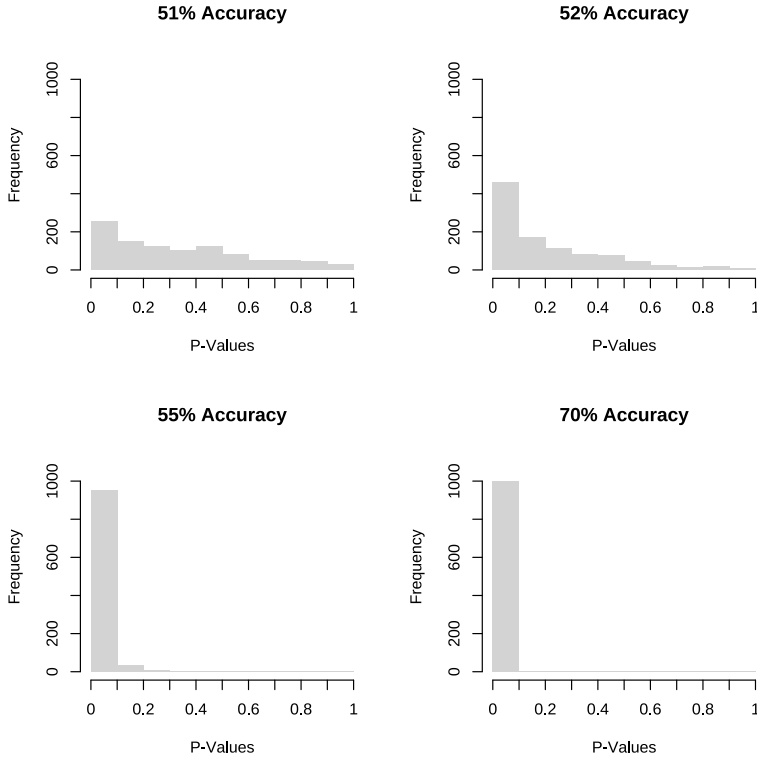 51% Accuracy
Frequency
0 200 600 1000
0 0.2 0.4 0.6 0.8 1
P-Values
52% Accuracy
Frequency
0 200 600 1000
0 0.2 0.4 0.6 0.8 1
P-Values
55% Accuracy
Frequency
0 200 600 1000
0 0.2 0.4 0.6 0.8 1
P-Values
70% Accuracy
Frequency
0 200 600 1000
0 0.2 0.4 0.6 0.8 1
P-Values